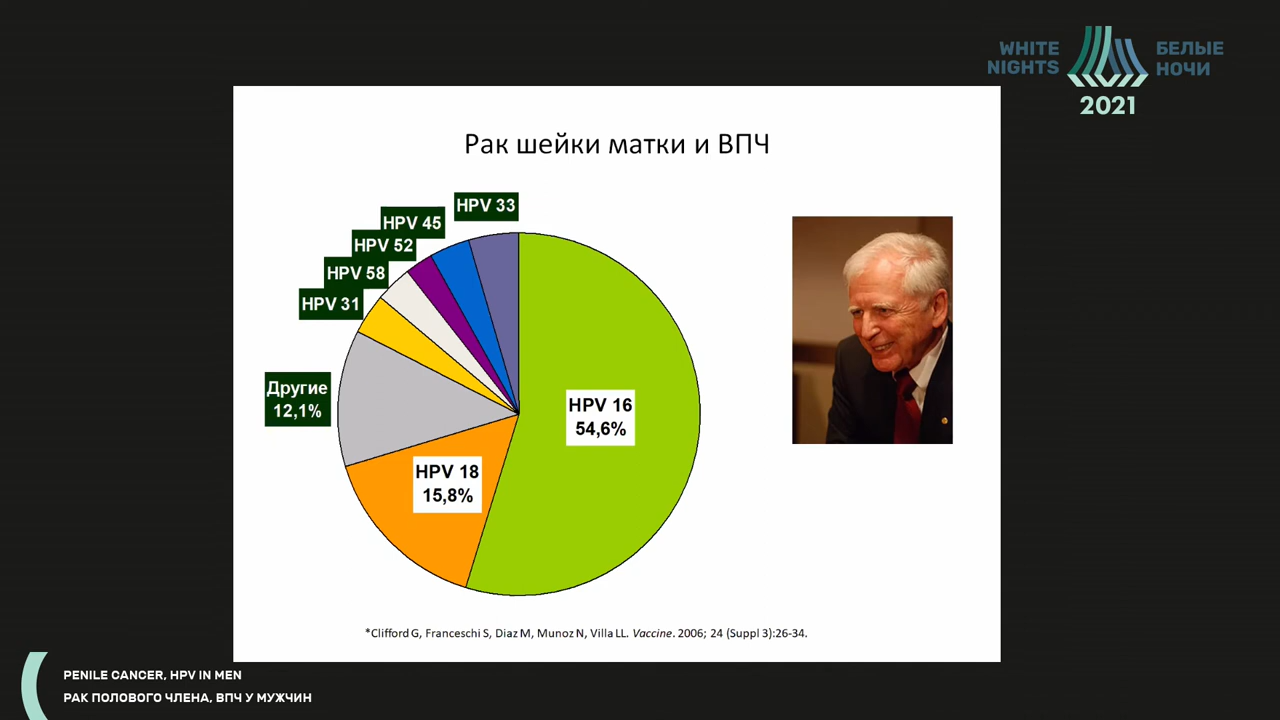 WHITE
NIGHTS
БЕЛЫЕ
НОЧИ
2021
Рак шейки матки и ВПЧ
HPV 33
HPV 45
HPV 52
HPV 58
HPV 31
Другие
12,1%
HPV 16
54,6%
HPV 18
15,8%
*Clifford G, Franceschi S, Diaz M, Munoz N, Villa LL. Vaccine. 2006; 24 (Suppl 3):26-34.
PENILE CANCER, HPV IN MEN
РАК ПОЛОВОГО ЧЛЕНА, ВПЧ У МУЖЧИН